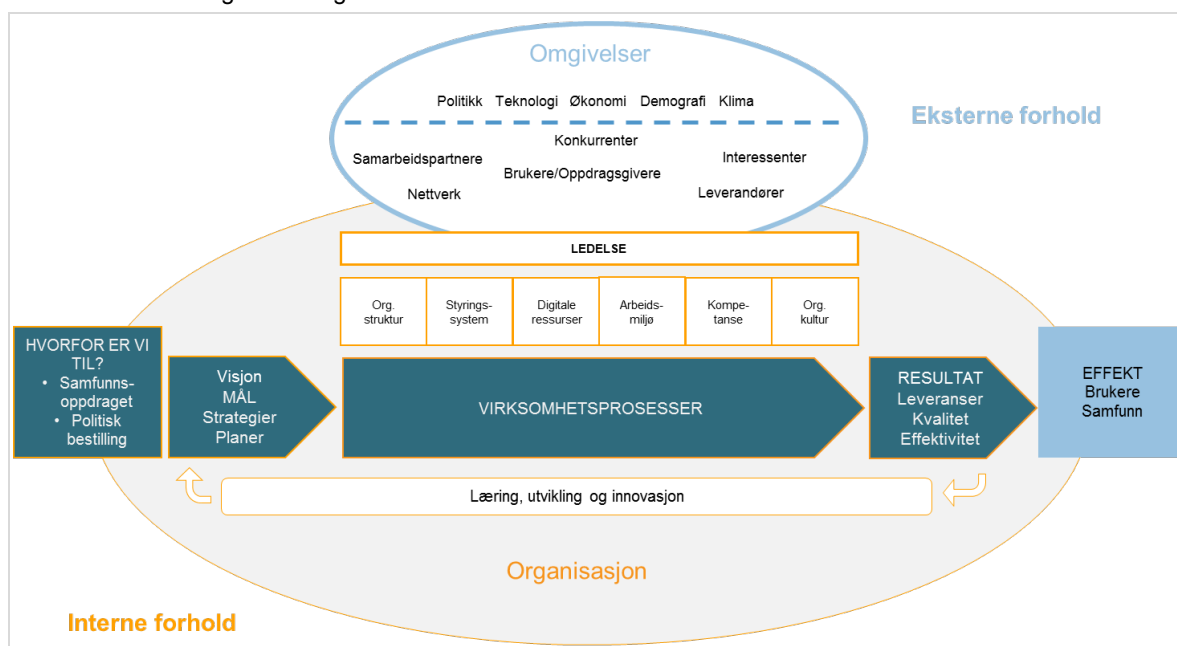 Omgivelser
Politikk Teknologi Økonomi Demografi Klima
Eksterne forhold
Konkurrenter
Samarbeidspartnere
Interessenter
Brukere/Oppdragsgivere
Nettverk
Leverandører
LEDELSE
Org.
struktur
Styrings-
system
Digitale
ressurser
Arbeids-
miljø
Kompe-
tanse
Org.
kultur
HVORFOR ER VI
TIL?
• Samfunns-
oppdraget
• Politisk
bestilling
Visjon
MÅL
Strategier
Planer
VIRKSOMHETSPROSESSER
RESULTAT
Leveranser
Kvalitet
Effektivitet
EFFEKT
Brukere
Samfunn
Læring, utvikling og innovasjon
Organisasjon
Interne forhold